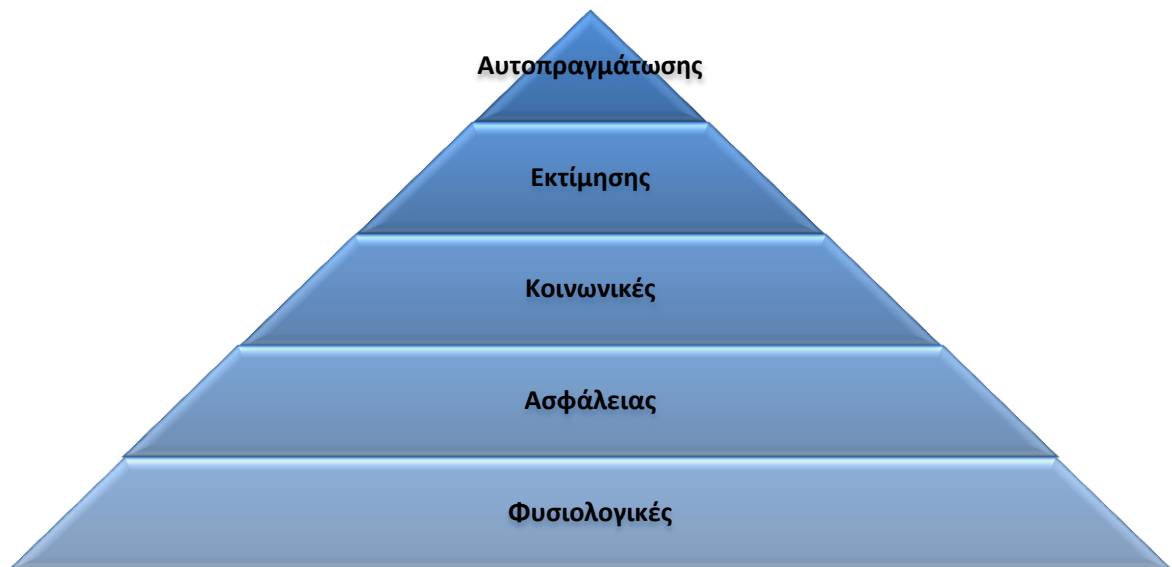 Αυτοπραγμάτωσης
Εκτίμησης
Κοινωνικές
Ασφάλειας
Φυσιολογικές